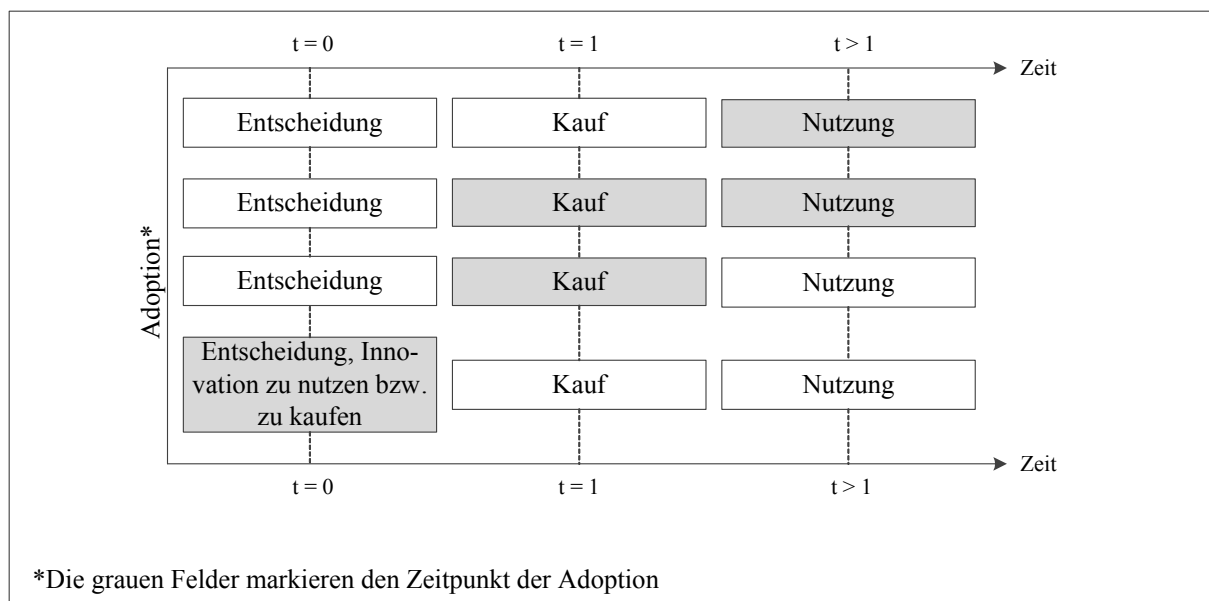 t = 0
t = 1
t > 1
Zeit
Entscheidung
Kauf
Nutzung
Entscheidung
Kauf
Nutzung
Adoption*
Entscheidung
Kauf
Nutzung
Entscheidung, Inno-
vation zu nutzen bzw.
zu kaufen
Kauf
Nutzung
Zeit
t = 0
t = 1
t > 1
*Die grauen Felder markieren den Zeitpunkt der Adoption